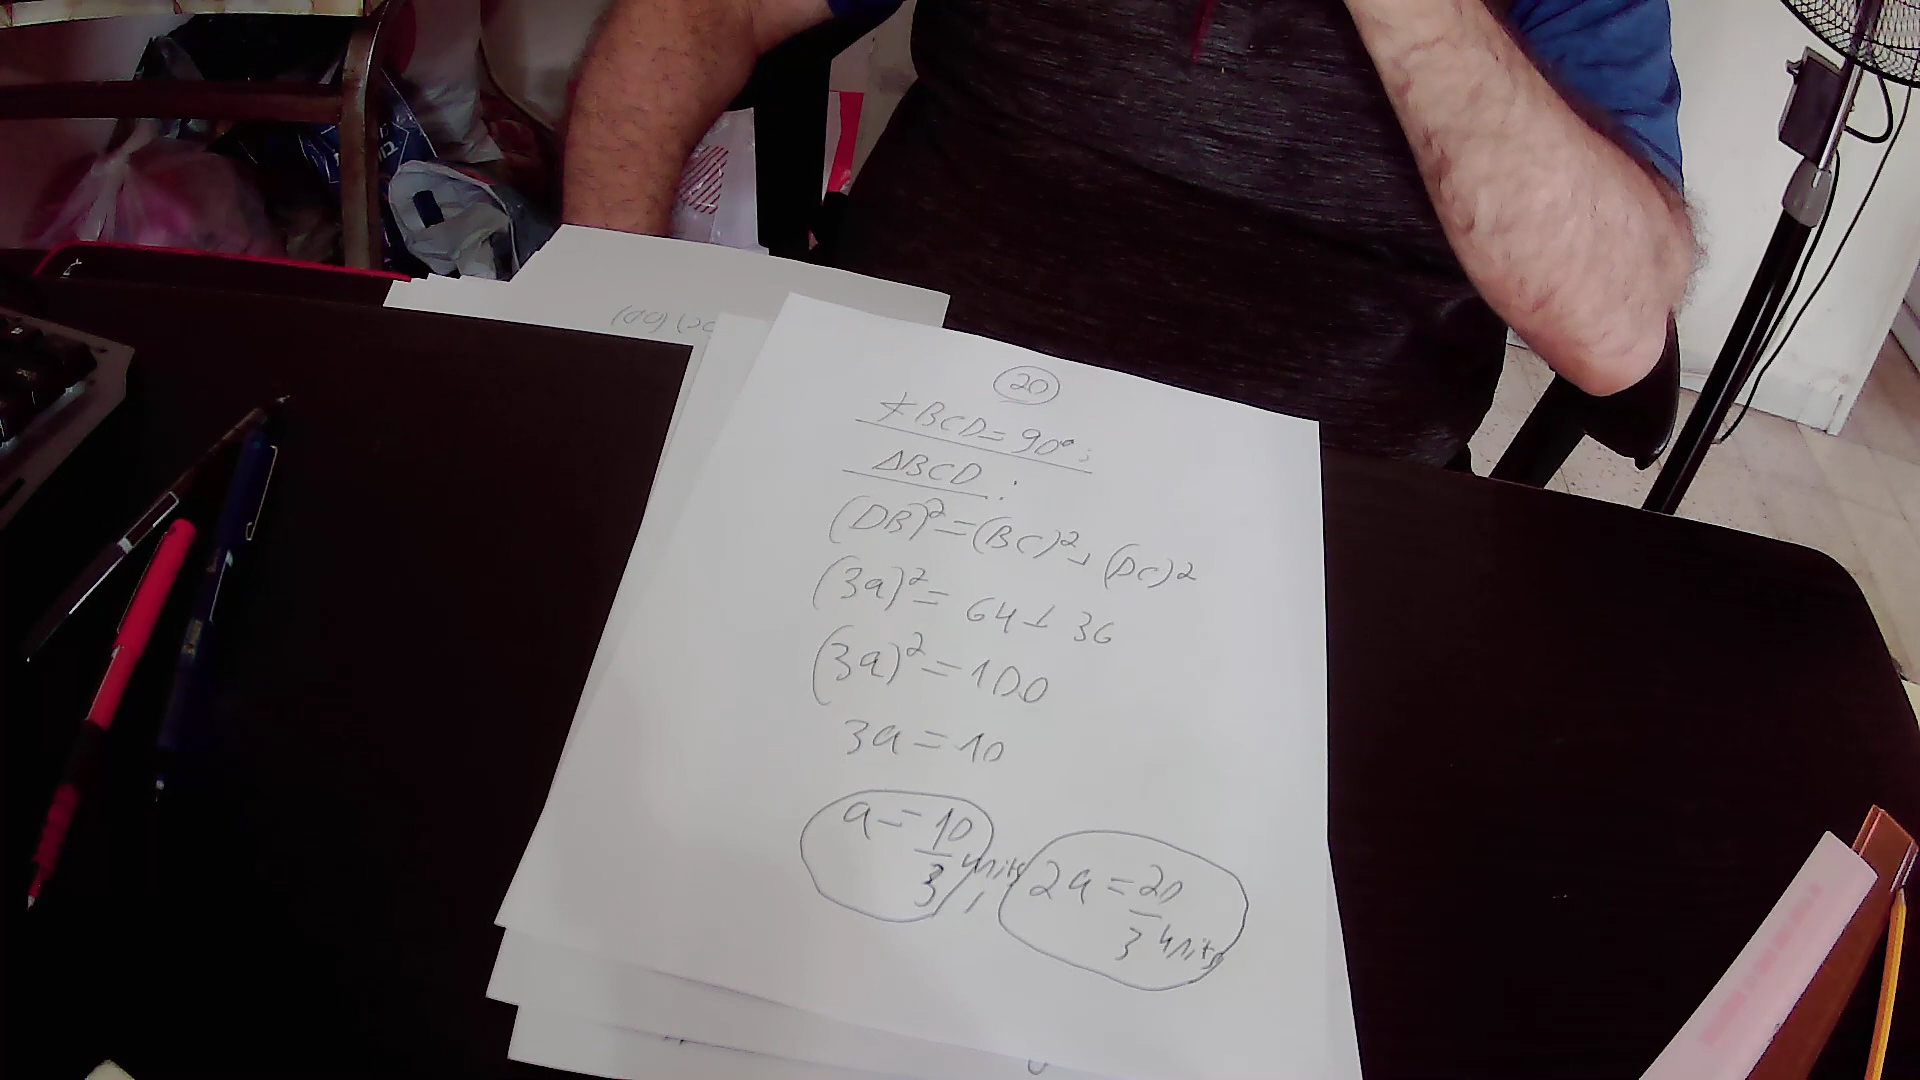 20
∡BCD=90°;
ΔBCD:
(DB)²=(BC)²+(DC)²
(3a)²=64+36
(3a)²=100
3a=10
a=10/3 units, 2a=20/3 units